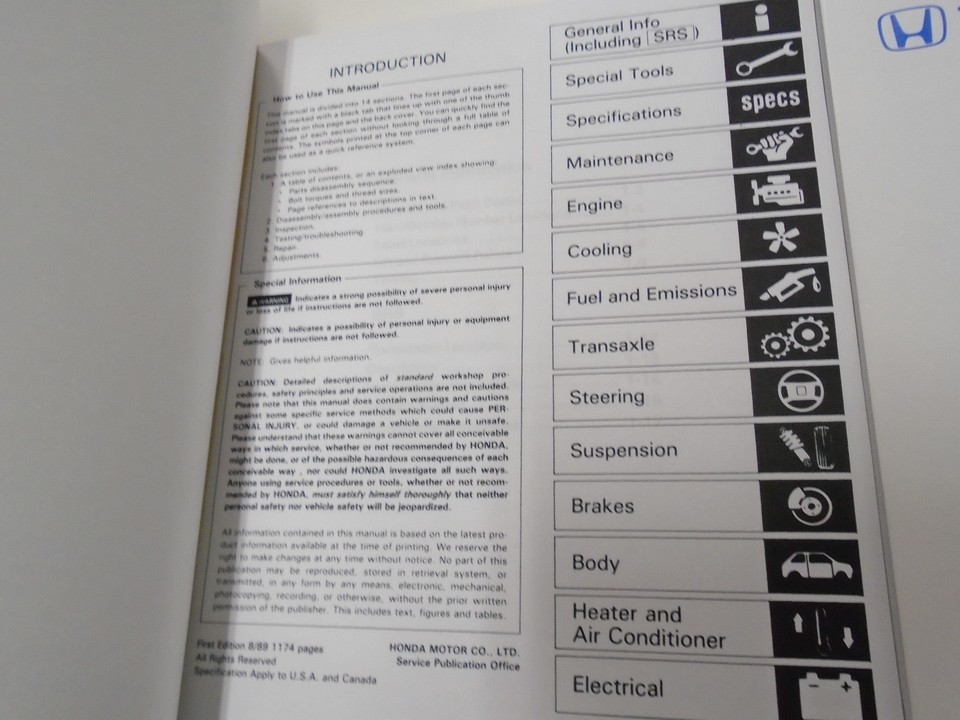 INTRODUCTION
How to Use This Manual
This manual is divided into 14 sections. The first page of each sec-
tion is marked with a black tab that lines up with one of the thumb
index tabs on this page and the back cover. You can quickly find the
first page of each section without looking through a full table of
contents. The symbols printed at the top corner of each page can
also be used as a quick reference system.
Each section includes:
1. A table of contents, or an exploded view index showing:
- Parts disassembly sequence.
- Bolt torques and thread sizes.
- Page references to descriptions in text.
2. Disassembly/assembly procedures and tools.
3. Inspection.
4. Testing/troubleshooting.
5. Repair.
6. Adjustments.
Special Information
WARNING Indicates a strong possibility of severe personal injury
or loss of life if instructions are not followed.
CAUTION: Indicates a possibility of personal injury or equipment
damage if instructions are not followed.
NOTE: Gives helpful information.
CAUTION: Detailed descriptions of standard workshop pro-
cedures, safety principles and service operations are not included.
Please note that this manual does contain warnings and cautions
against some specific service methods which could cause PER-
SONAL INJURY, or could damage a vehicle or make it unsafe.
Please understand that these warnings cannot cover all conceivable
ways in which service, whether or not recommended by HONDA,
might be done, or of the possible hazardous consequences of each
conceivable way , nor could HONDA investigate all such ways.
Anyone using service procedures or tools, whether or not recom-
mended by HONDA, must satisfy himself thoroughly that neither
personal safety nor vehicle safety will be jeopardized.
All information contained in this manual is based on the latest pro-
duct information available at the time of printing. We reserve the
right to make changes at any time without notice. No part of this
publication may be reproduced, stored in retrieval system, or
transmitted, in any form by any means, electronic, mechanical,
photocopying, recording, or otherwise, without the prior written
permission of the publisher. This includes text, figures and tables.
First Edition 8/89 1174 pages
All Rights Reserved
Specification Apply to U.S.A. and Canada
HONDA MOTOR CO., LTD.
Service Publication Office
General Info
(Including SRS )
Special Tools
Specifications
specs
Maintenance
Engine
Cooling
Fuel and Emissions
Transaxle
Steering
Suspension
Brakes
Body
Heater and
Air Conditioner
Electrical